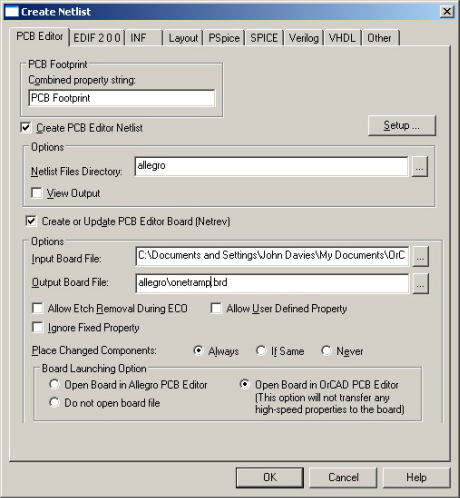 Create Netlist
PCB Editor EDIF 2 0 0 INF Layout PSpice SPICE Verilog VHDL Other
PCB Footprint
Combined property string:
PCB Footprint
Create PCB Editor Netlist
Setup ...
Options
Netlist Files Directory: allegro ...
View Output
Create or Update PCB Editor Board (Netrev)
Options
Input Board File: C:\Documents and Settings\John Davies\My Documents\OrC ...
Output Board File: allegro\onetramp.brd ...
Allow Etch Removal During ECO Allow User Defined Property
Ignore Fixed Property
Place Changed Components: Always If Same Never
Board Launching Option
Open Board in Allegro PCB Editor
Do not open board file
Open Board in OrCAD PCB Editor
(This option will not transfer any
high-speed properties to the board)
OK Cancel Help